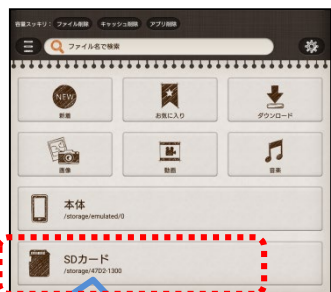 容量スッキリ： ファイル削除 キャッシュ削除 アプリ削除
ファイル名で検索
NEW
新着 お気に入り ダウンロード
画像 動画 音楽
本体
/storage/emulated/0
SDカード
/storage/47D2-1300